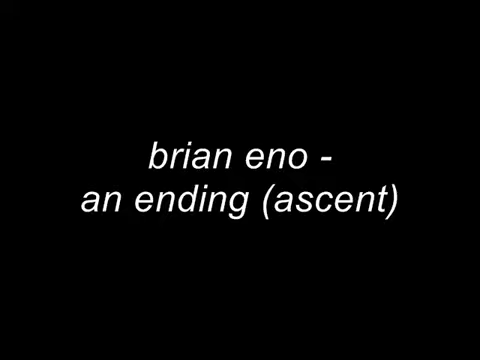 brian eno -
an ending (ascent)